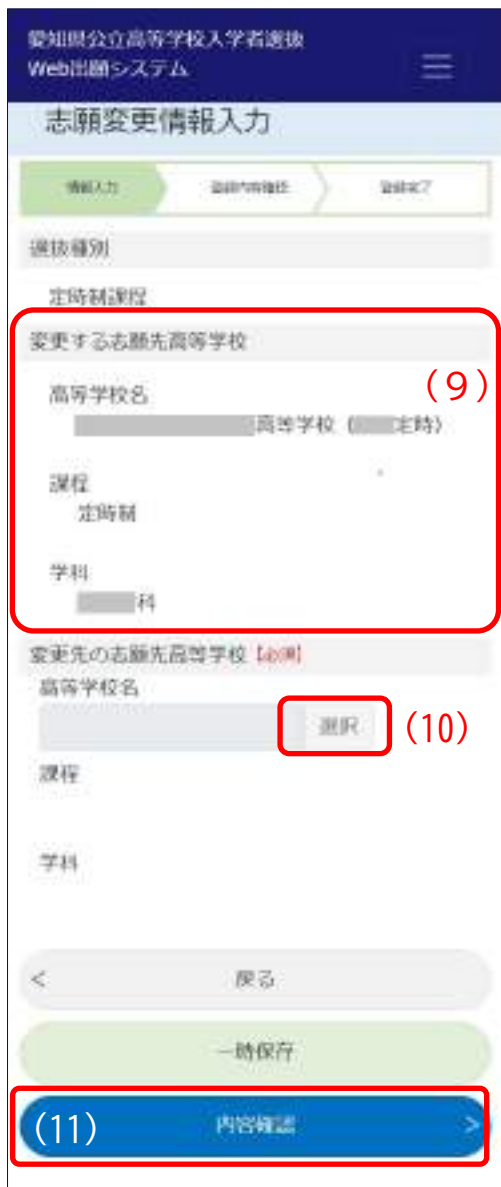 愛知県公立高等学校入学者選抜
Web出願システム
志願変更情報入力
情報入力 登録内容確認 登録完了
選抜種別
定時制課程
変更する志願先高等学校
(9)
高等学校名
高等学校 ( 定時)
課程
定時制
学科
科
変更先の志願先高等学校【必須】
高等学校名
選択
(10)
課程
学科
< 戻る
一時保存
(11) 内容確認 >